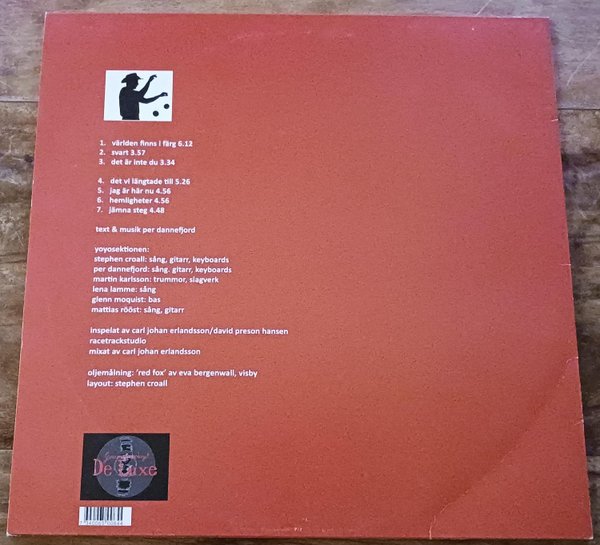 1. världen finns i färg 6.12
2. svart 3.57
3. det är inte du 3.34
4. det vi längtade till 5.26
5. jag är här nu 4.56
6. hemligheter 4.56
7. jämna steg 4.48
text & musik per dannefjord
yoyosektionen:
stephen croall: sång, gitarr, keyboards
per dannefjord: sång. gitarr, keyboards
martin karlsson: trummor, slagverk
lena lamme: sång
glenn moquist: bas
mattias rööst: sång, gitarr
inspelat av carl johan erlandsson/david preson hansen
racetrackstudio
mixat av carl johan erlandsson
oljemålning: 'red fox' av eva bergenwall, visby
layout: stephen croall
De Luxe